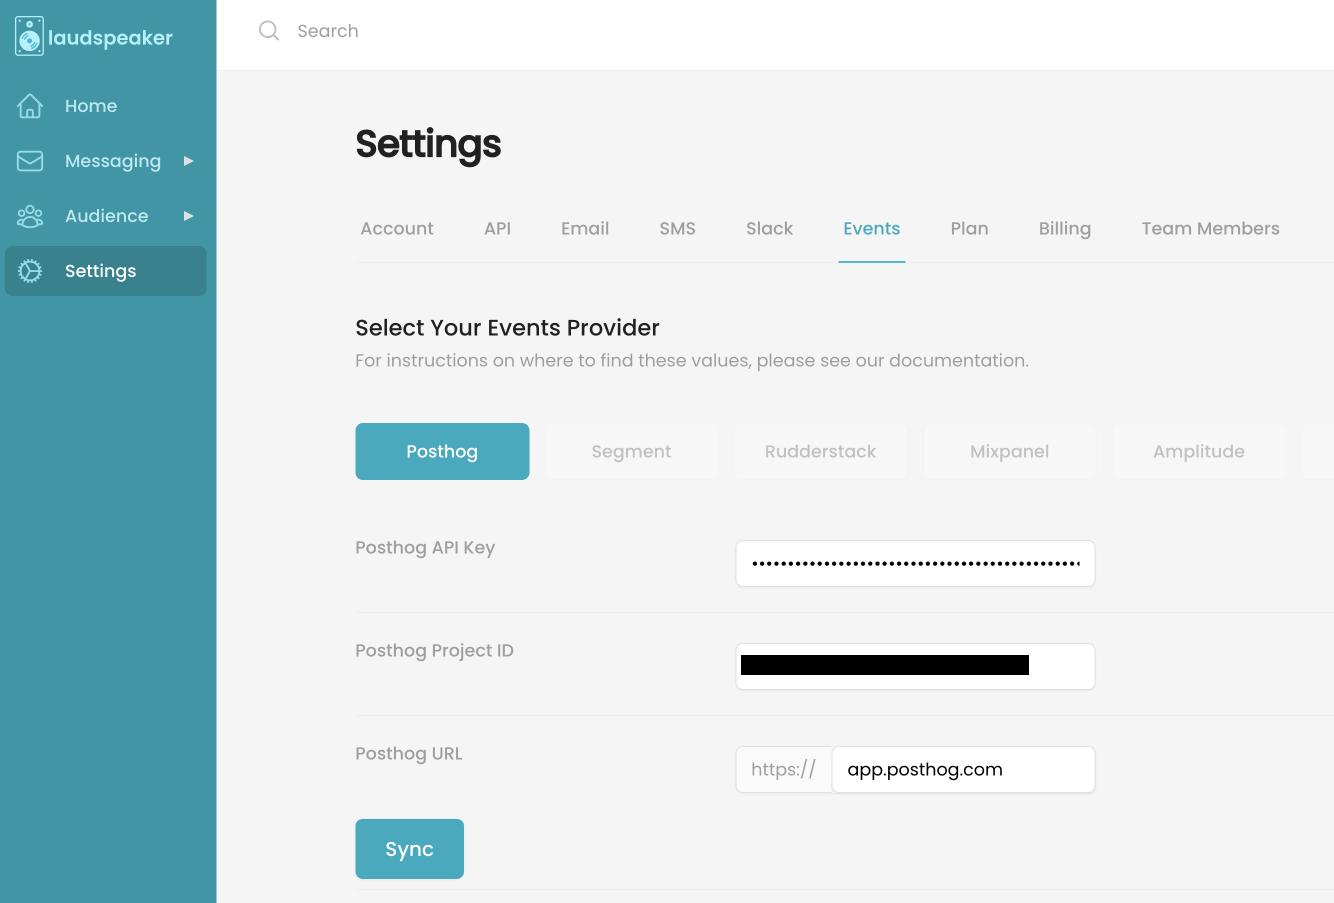 laudspeaker
Search
Home
Messaging
Audience
Settings
Settings
Account API Email SMS Slack Events Plan Billing Team Members
Select Your Events Provider
For instructions on where to find these values, please see our documentation.
Posthog Segment Rudderstack Mixpanel Amplitude
Posthog API Key
Posthog Project ID
Posthog URL https:// app.posthog.com
Sync